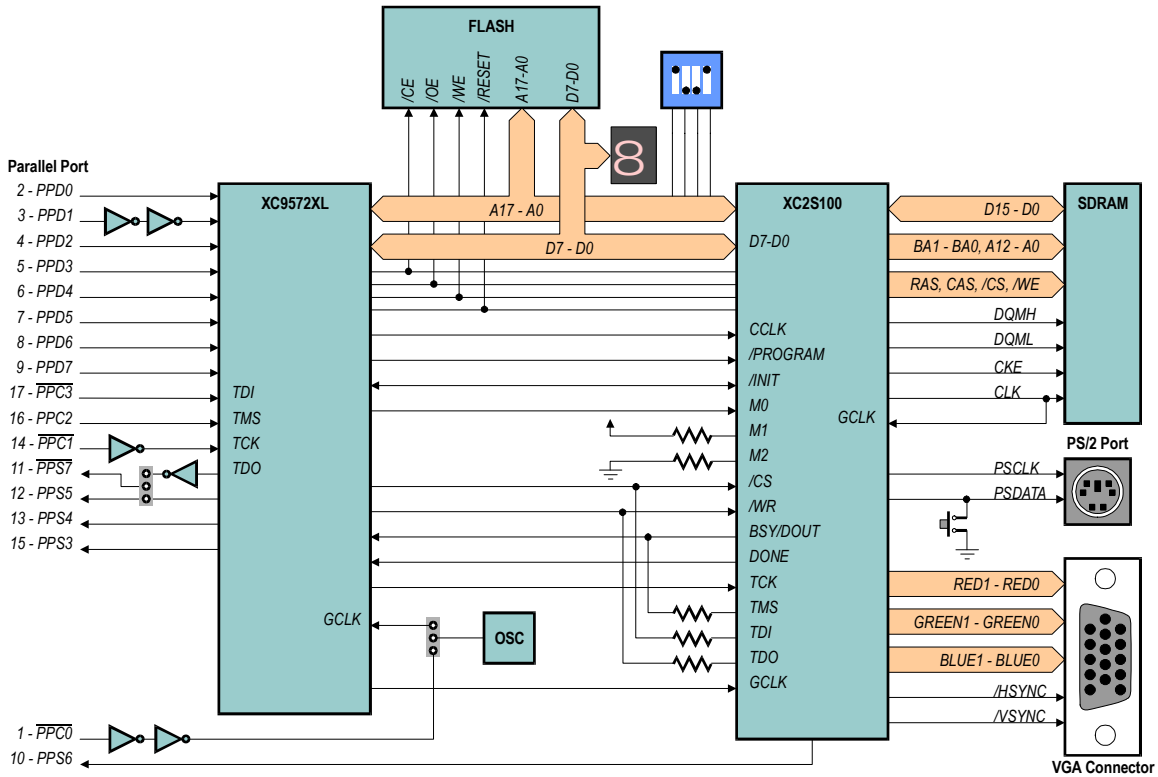 FLASH
/CE
/OE
/WE
/RESET
A17-A0
D7-D0
8
Parallel Port
2 - PPD0
3 - PPD1
4 - PPD2
5 - PPD3
6 - PPD4
7 - PPD5
8 - PPD6
9 - PPD7
17 - PPC3
16 - PPC2
14 - PPC1
11 - PPS7
12 - PPS5
13 - PPS4
15 - PPS3
1 - PPC0
10 - PPS6
XC9572XL
TDI
TMS
TCK
TDO
GCLK
A17 - A0
D7 - D0
OSC
XC2S100
D7-D0
CCLK
/PROGRAM
/INIT
M0
GCLK
M1
M2
/CS
/WR
BSY/DOUT
DONE
TCK
TMS
TDI
TDO
GCLK
SDRAM
D15 - D0
BA1 - BA0, A12 - A0
RAS, CAS, /CS, /WE
DQMH
DQML
CKE
CLK
PS/2 Port
PSCLK
PSDATA
RED1 - RED0
GREEN1 - GREEN0
BLUE1 - BLUE0
/HSYNC
/VSYNC
VGA Connector